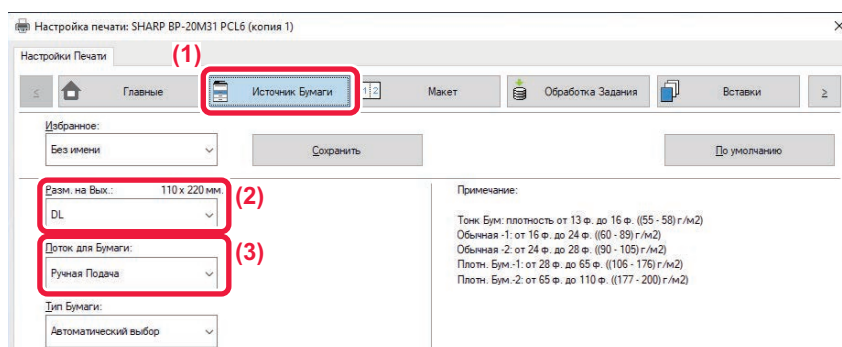 Настройка печати: SHARP BP-20M31 PCL6 (копия 1)
Настройки Печати
(1)
Главные
Источник Бумаги
1 2
Макет
Обработка Задания
Вставки
Избранное:
Без имени
Сохранить
По умолчанию
Разм. на Вых.: 110 x 220 мм.
(2)
DL
Поток для Бумаги:
(3)
Ручная Подача
Тип Бумаги:
Автоматический выбор
Примечание:
Тонк Бум: плотность от 13 ф. до 16 ф. ((55 - 58) г/м2)
Обычная -1: от 16 ф. до 24 ф. ((60 - 89) г/м2)
Обычная -2: от 24 ф. до 28 ф. ((90 - 105) г/м2)
Плотн. Бум.-1: от 28 ф. до 65 ф. ((106 - 176) г/м2)
Плотн. Бум.-2: от 65 ф. до 110 ф. ((177 - 200) г/м2)